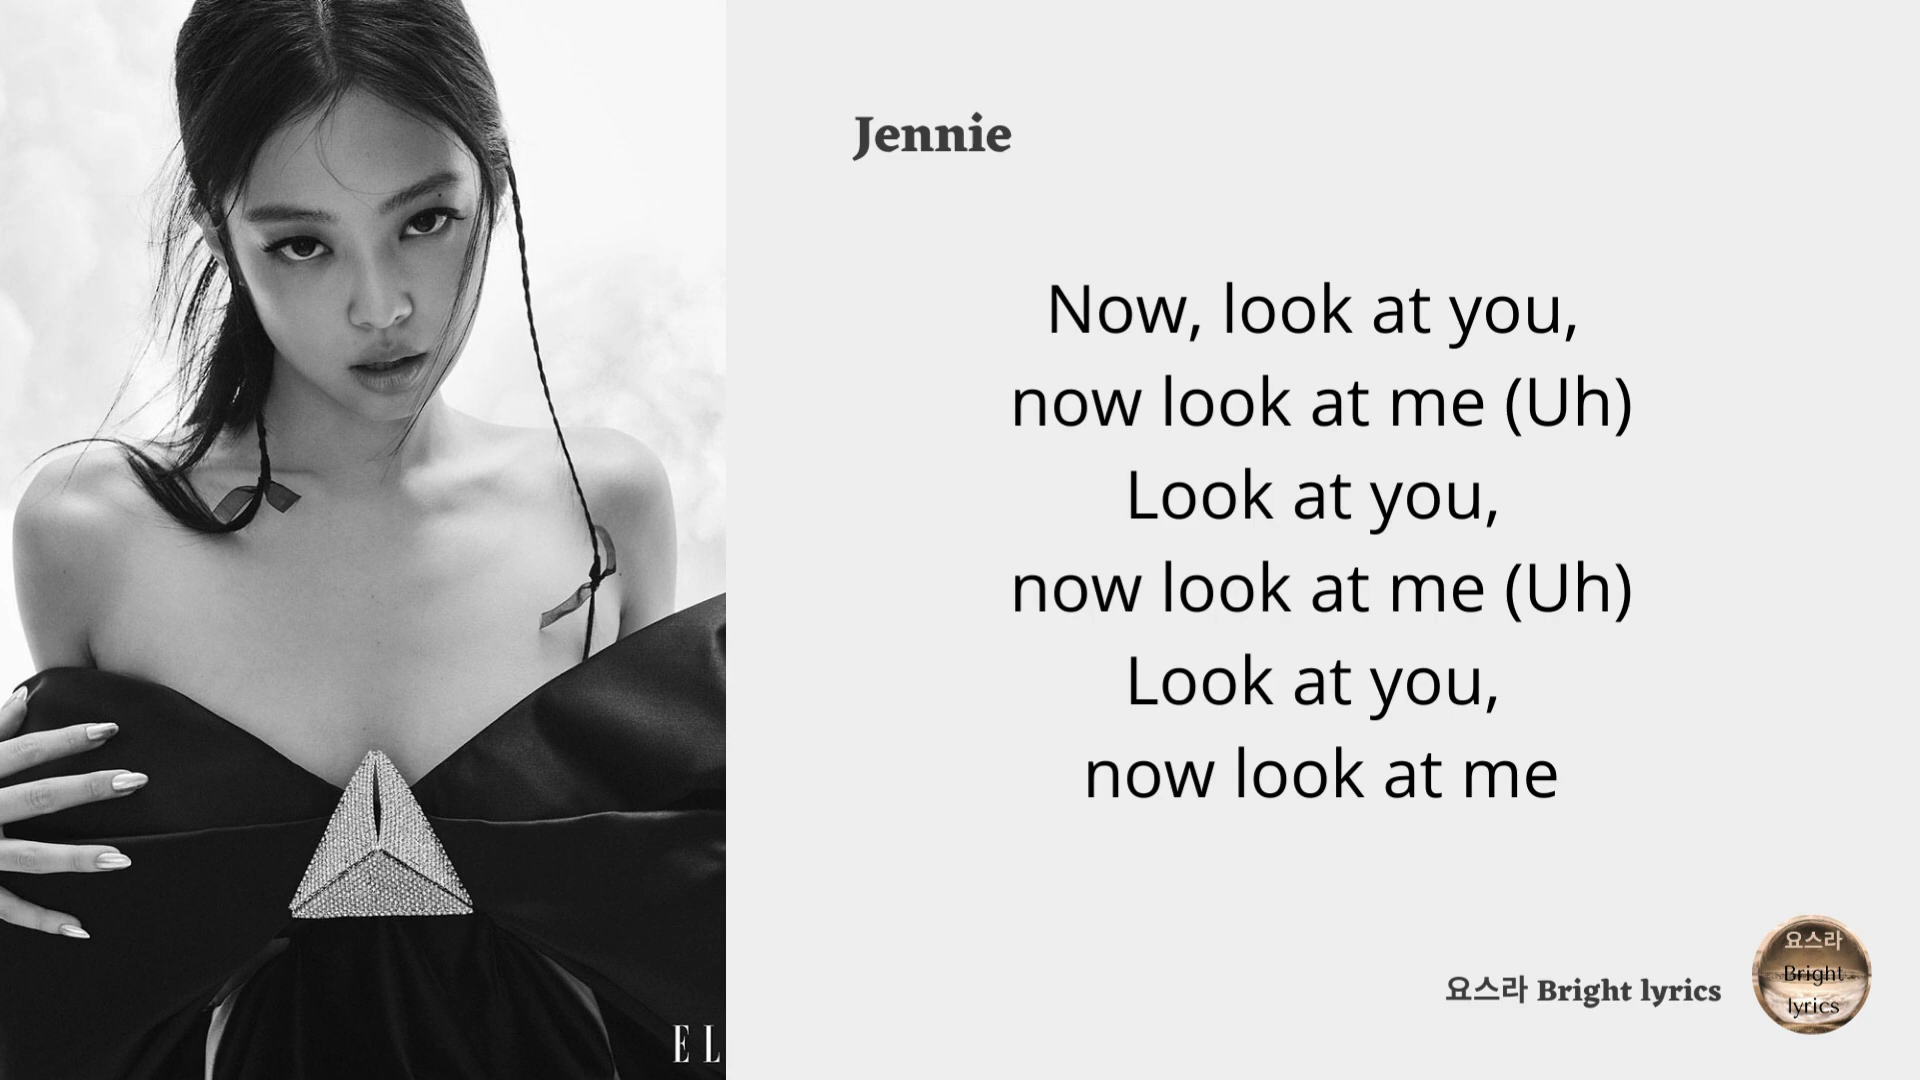 Jennie
Now, look at you,
now look at me (Uh)
Look at you,
now look at me (Uh)
Look at you,
now look at me
요스라 Bright lyrics
요스라
Bright
lyrics
E L